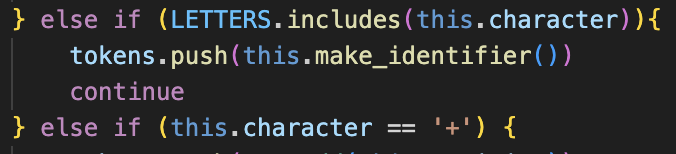 } else if (LETTERS.includes(this.character)){
tokens.push(this.make_identifier())
continue
} else if (this.character == '+') {